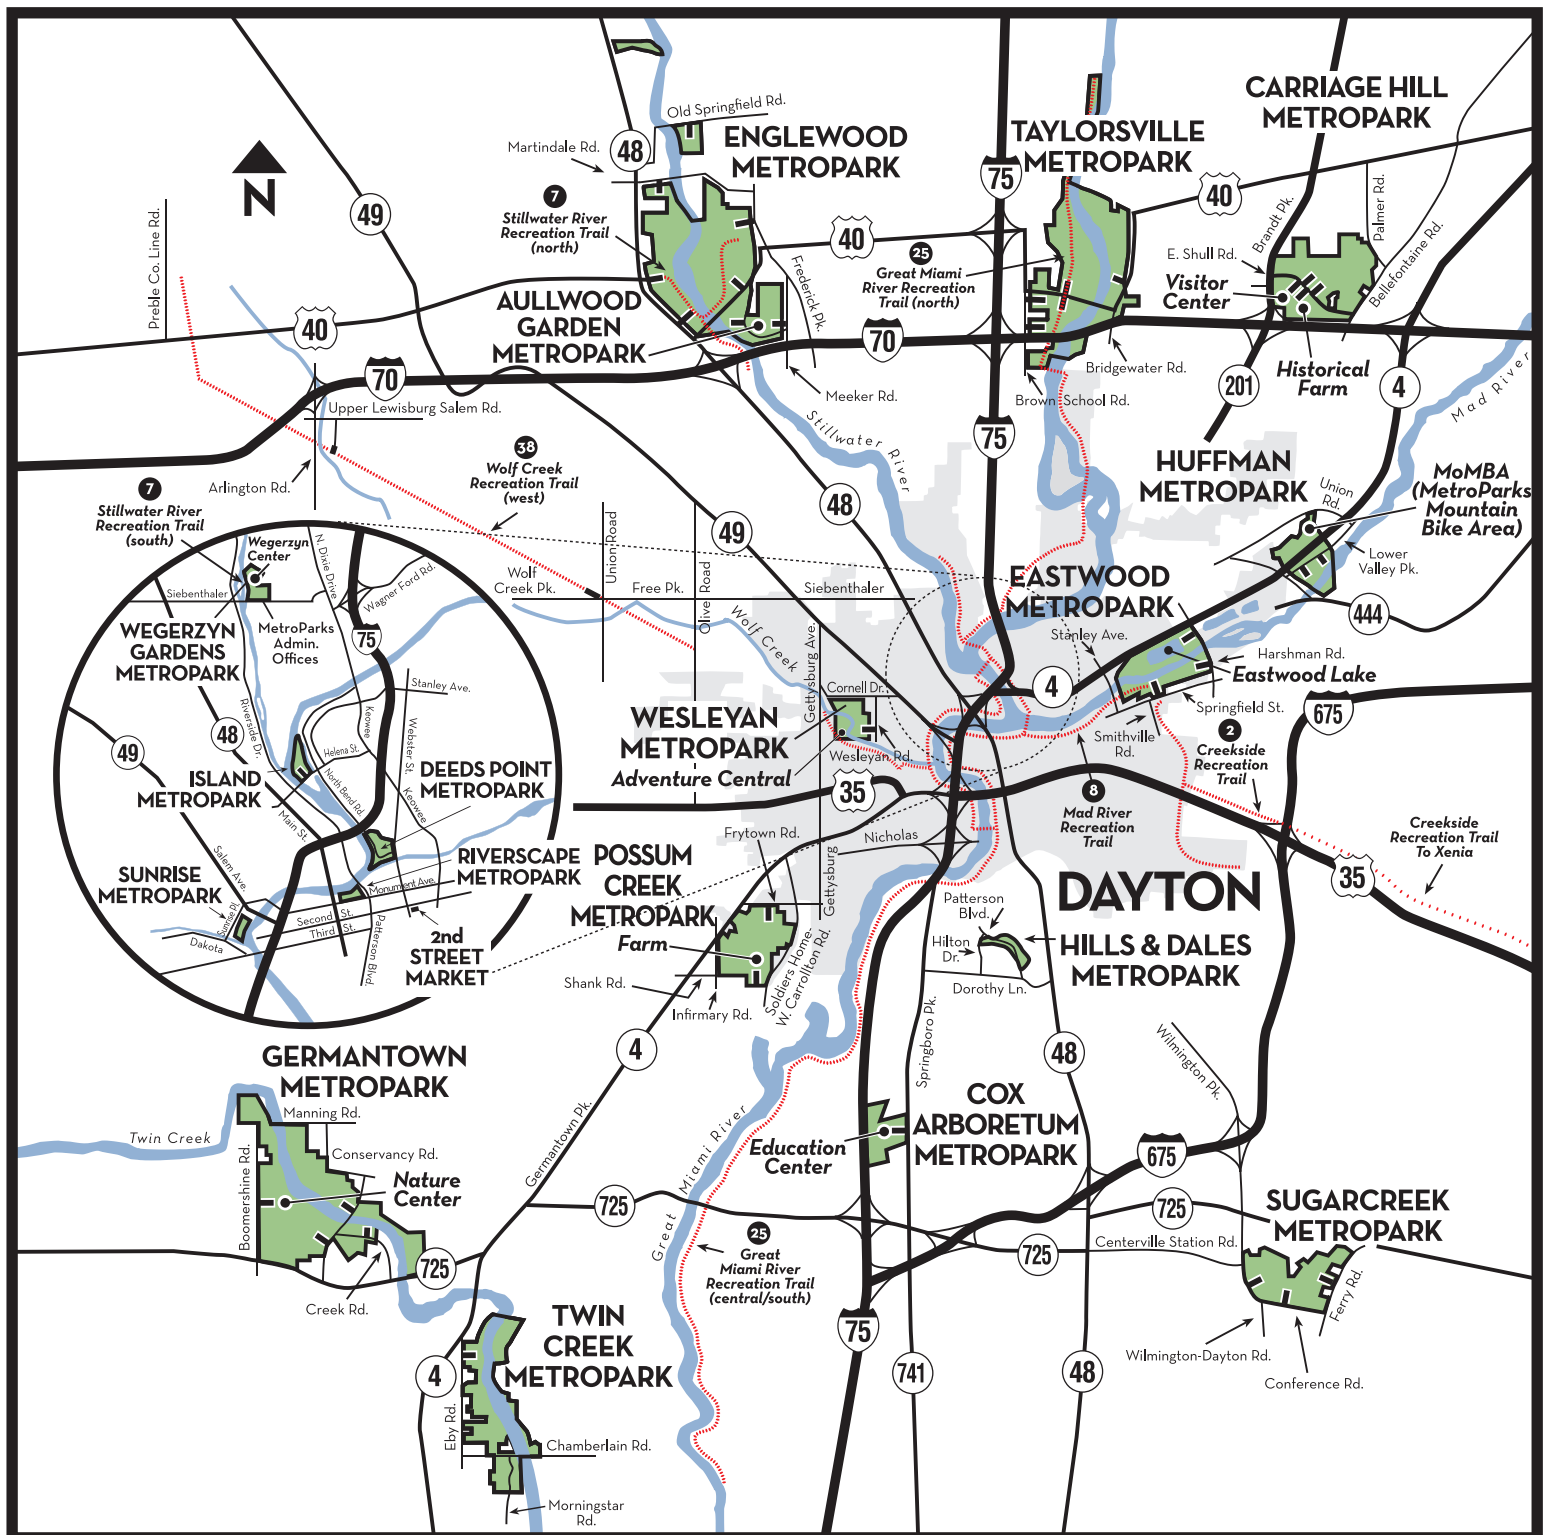 CARRIAGE HILL
METROPARK
Old Springfield Rd.
ENGLEWOOD
METROPARK
TAYLORSVILLE
METROPARK
Martindale Rd.
48
75
40
Palmer Rd.
Brandt Pk.
Bellefontaine Rd.
N
49
Preble Co. Line Rd.
7
Stillwater River
Recreation Trail
(north)
40
25
Great Miami
River Recreation
Trail (north)
Frederick Pk.
E. Shull Rd.
Visitor
Center
AULLWOOD
GARDEN
METROPARK
40
70
70
Bridgewater Rd.
Historical
Farm
Mad River
201
4
Meeker Rd.
Brown School Rd.
Upper Lewisburg Salem Rd.
Stillwater River
75
38
Wolf Creek
Recreation Trail
(west)
Arlington Rd.
HUFFMAN
METROPARK
Union
Rd.
MoMBA
(MetroParks
Mountain
Bike Area)
7
Stillwater River
Recreation Trail
(south)
48
49
Lower
Valley Pk.
Wegerzyn
Center
N. Dixie Drive
Wagner Ford Rd.
Siebenthaler
Wolf
Creek Pk.
Union Road
Free Pk.
Olive Road
Siebenthaler
EASTWOOD
METROPARK
444
WEGERZYN
GARDENS
METROPARK
MetroParks
Admin.
Offices
75
Wolf Creek
Gettysburg Ave.
Stanley Ave.
Harshman Rd.
Eastwood Lake
Stanley Ave.
Cornell Dr.
4
Springfield St.
675
48
Riverside Dr.
Keowee
Webster St.
WESLEYAN
METROPARK
Adventure Central
Wesleyan Rd.
Smithville
Rd.
2
Creekside
Recreation
Trail
49
Helena St.
ISLAND
METROPARK
North Bend Rd.
DEEDS POINT
METROPARK
Keowee
35
8
Mad River
Recreation
Trail
Creekside
Recreation Trail
To Xenia
Main St.
Frytown Rd.
Nicholas
Salem Ave.
RIVERSCAPE
METROPARK
POSSUM
CREEK
METROPARK
Gettysburg
DAYTON
35
SUNRISE
METROPARK
Monument Ave.
Sunrise Pl.
Second St.
Third St.
Dakota
Patterson Blvd.
2nd
STREET
MARKET
Farm
Patterson
Blvd.
Hilton
Dr.
HILLS & DALES
METROPARK
Dorothy Ln.
Shank Rd.
Infirmary Rd.
Soldiers Home-
W. Carrollton Rd.
GERMANTOWN
METROPARK
4
Springboro Pk.
48
Wilmington Pk.
Manning Rd.
Twin Creek
Boomershine Rd.
Conservancy Rd.
Nature
Center
Germantown Pk.
Great Miami River
Education
Center
COX
ARBORETUM
METROPARK
675
725
725
SUGARCREEK
METROPARK
25
Great
Miami River
Recreation Trail
(central/south)
725
725
Centerville Station Rd.
Creek Rd.
Ferry Rd.
TWIN
CREEK
METROPARK
75
Wilmington-Dayton Rd.
4
741
48
Conference Rd.
Eby Rd.
Chamberlain Rd.
Morningstar
Rd.